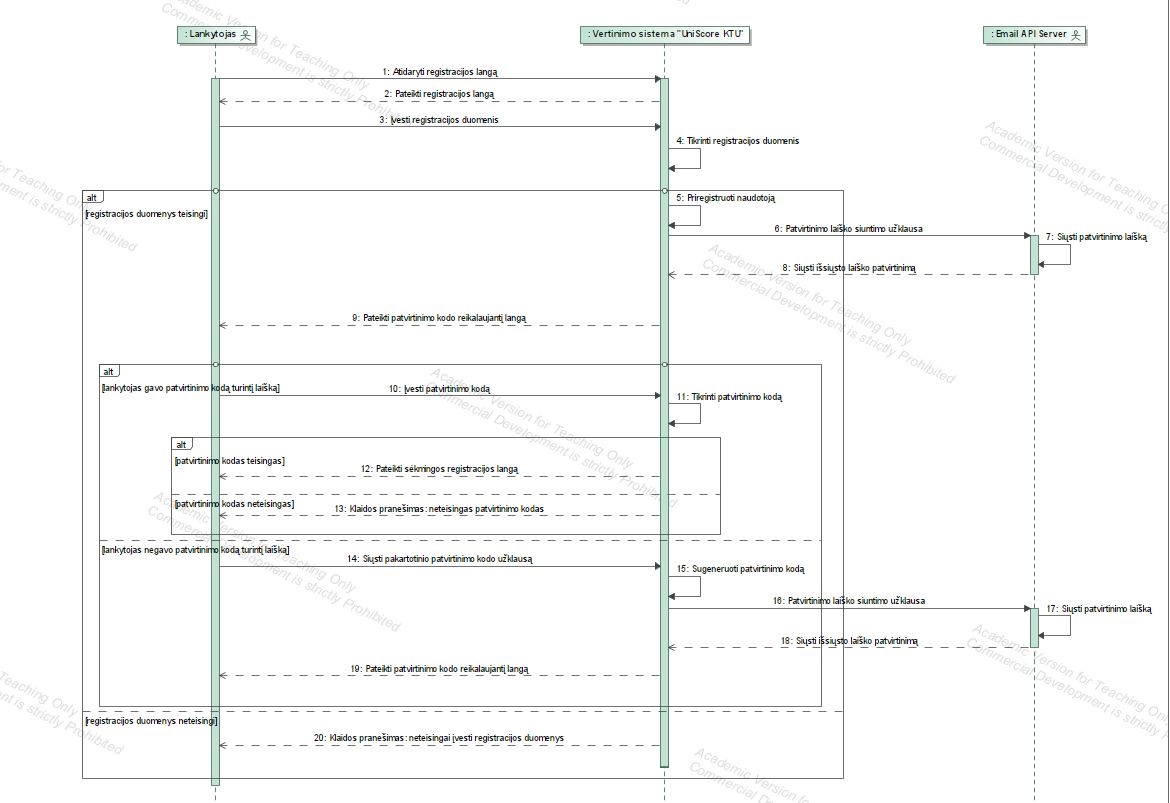 : Lankytojas
: Vertinimo sistema "UniScore KTU"
: Email API Server
1: Atidaryti registracijos langą
2: Pateikti registracijos langą
3: Įvesti registracijos duomenis
4: Tikrinti registracijos duomenis
alt
[registracijos duomenys teisingi]
5: Priregistruoti naudotoją
6: Patvirtinimo laiško siuntimo užklausa
7: Siųsti patvirtinimo laišką
8: Siųsti išsiųsto laiško patvirtinimą
9: Pateikti patvirtinimo kodo reikalaujantį langą
alt
[lankytojas gavo patvirtinimo kodą turintį laišką]
10: Įvesti patvirtinimo kodą
11: Tikrinti patvirtinimo kodą
alt
[patvirtinimo kodas teisingas]
12: Pateikti sėkmingos registracijos langą
[patvirtinimo kodas neteisingas]
13: Klaidos pranešimas: neteisingas patvirtinimo kodas
[lankytojas negavo patvirtinimo kodą turintį laišką]
14: Siųsti pakartotinio patvirtinimo kodo užklausą
15: Sugeneruoti patvirtinimo kodą
16: Patvirtinimo laiško siuntimo užklausa
17: Siųsti patvirtinimo laišką
18: Siųsti išsiųsto laiško patvirtinimą
19: Pateikti patvirtinimo kodo reikalaujantį langą
[registracijos duomenys neteisingi]
20: Klaidos pranešimas: neteisingai įvesti registracijos duomenys
Academic Version for Teaching Only
Commercial Development is strictly Prohibited